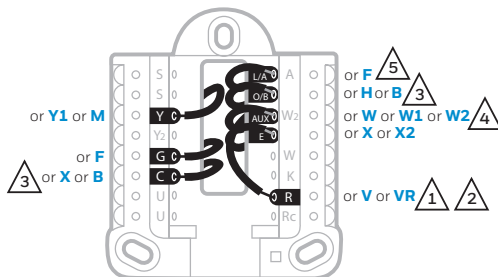 S L/A A or F 5
S O/B or H or B 3
or Y1 or M Y AUX W2 or W or W1 or W2 4
Y2 E or X or X2
or F G W
3 or X or B C K
U R or V or VR 1 2
U Rc